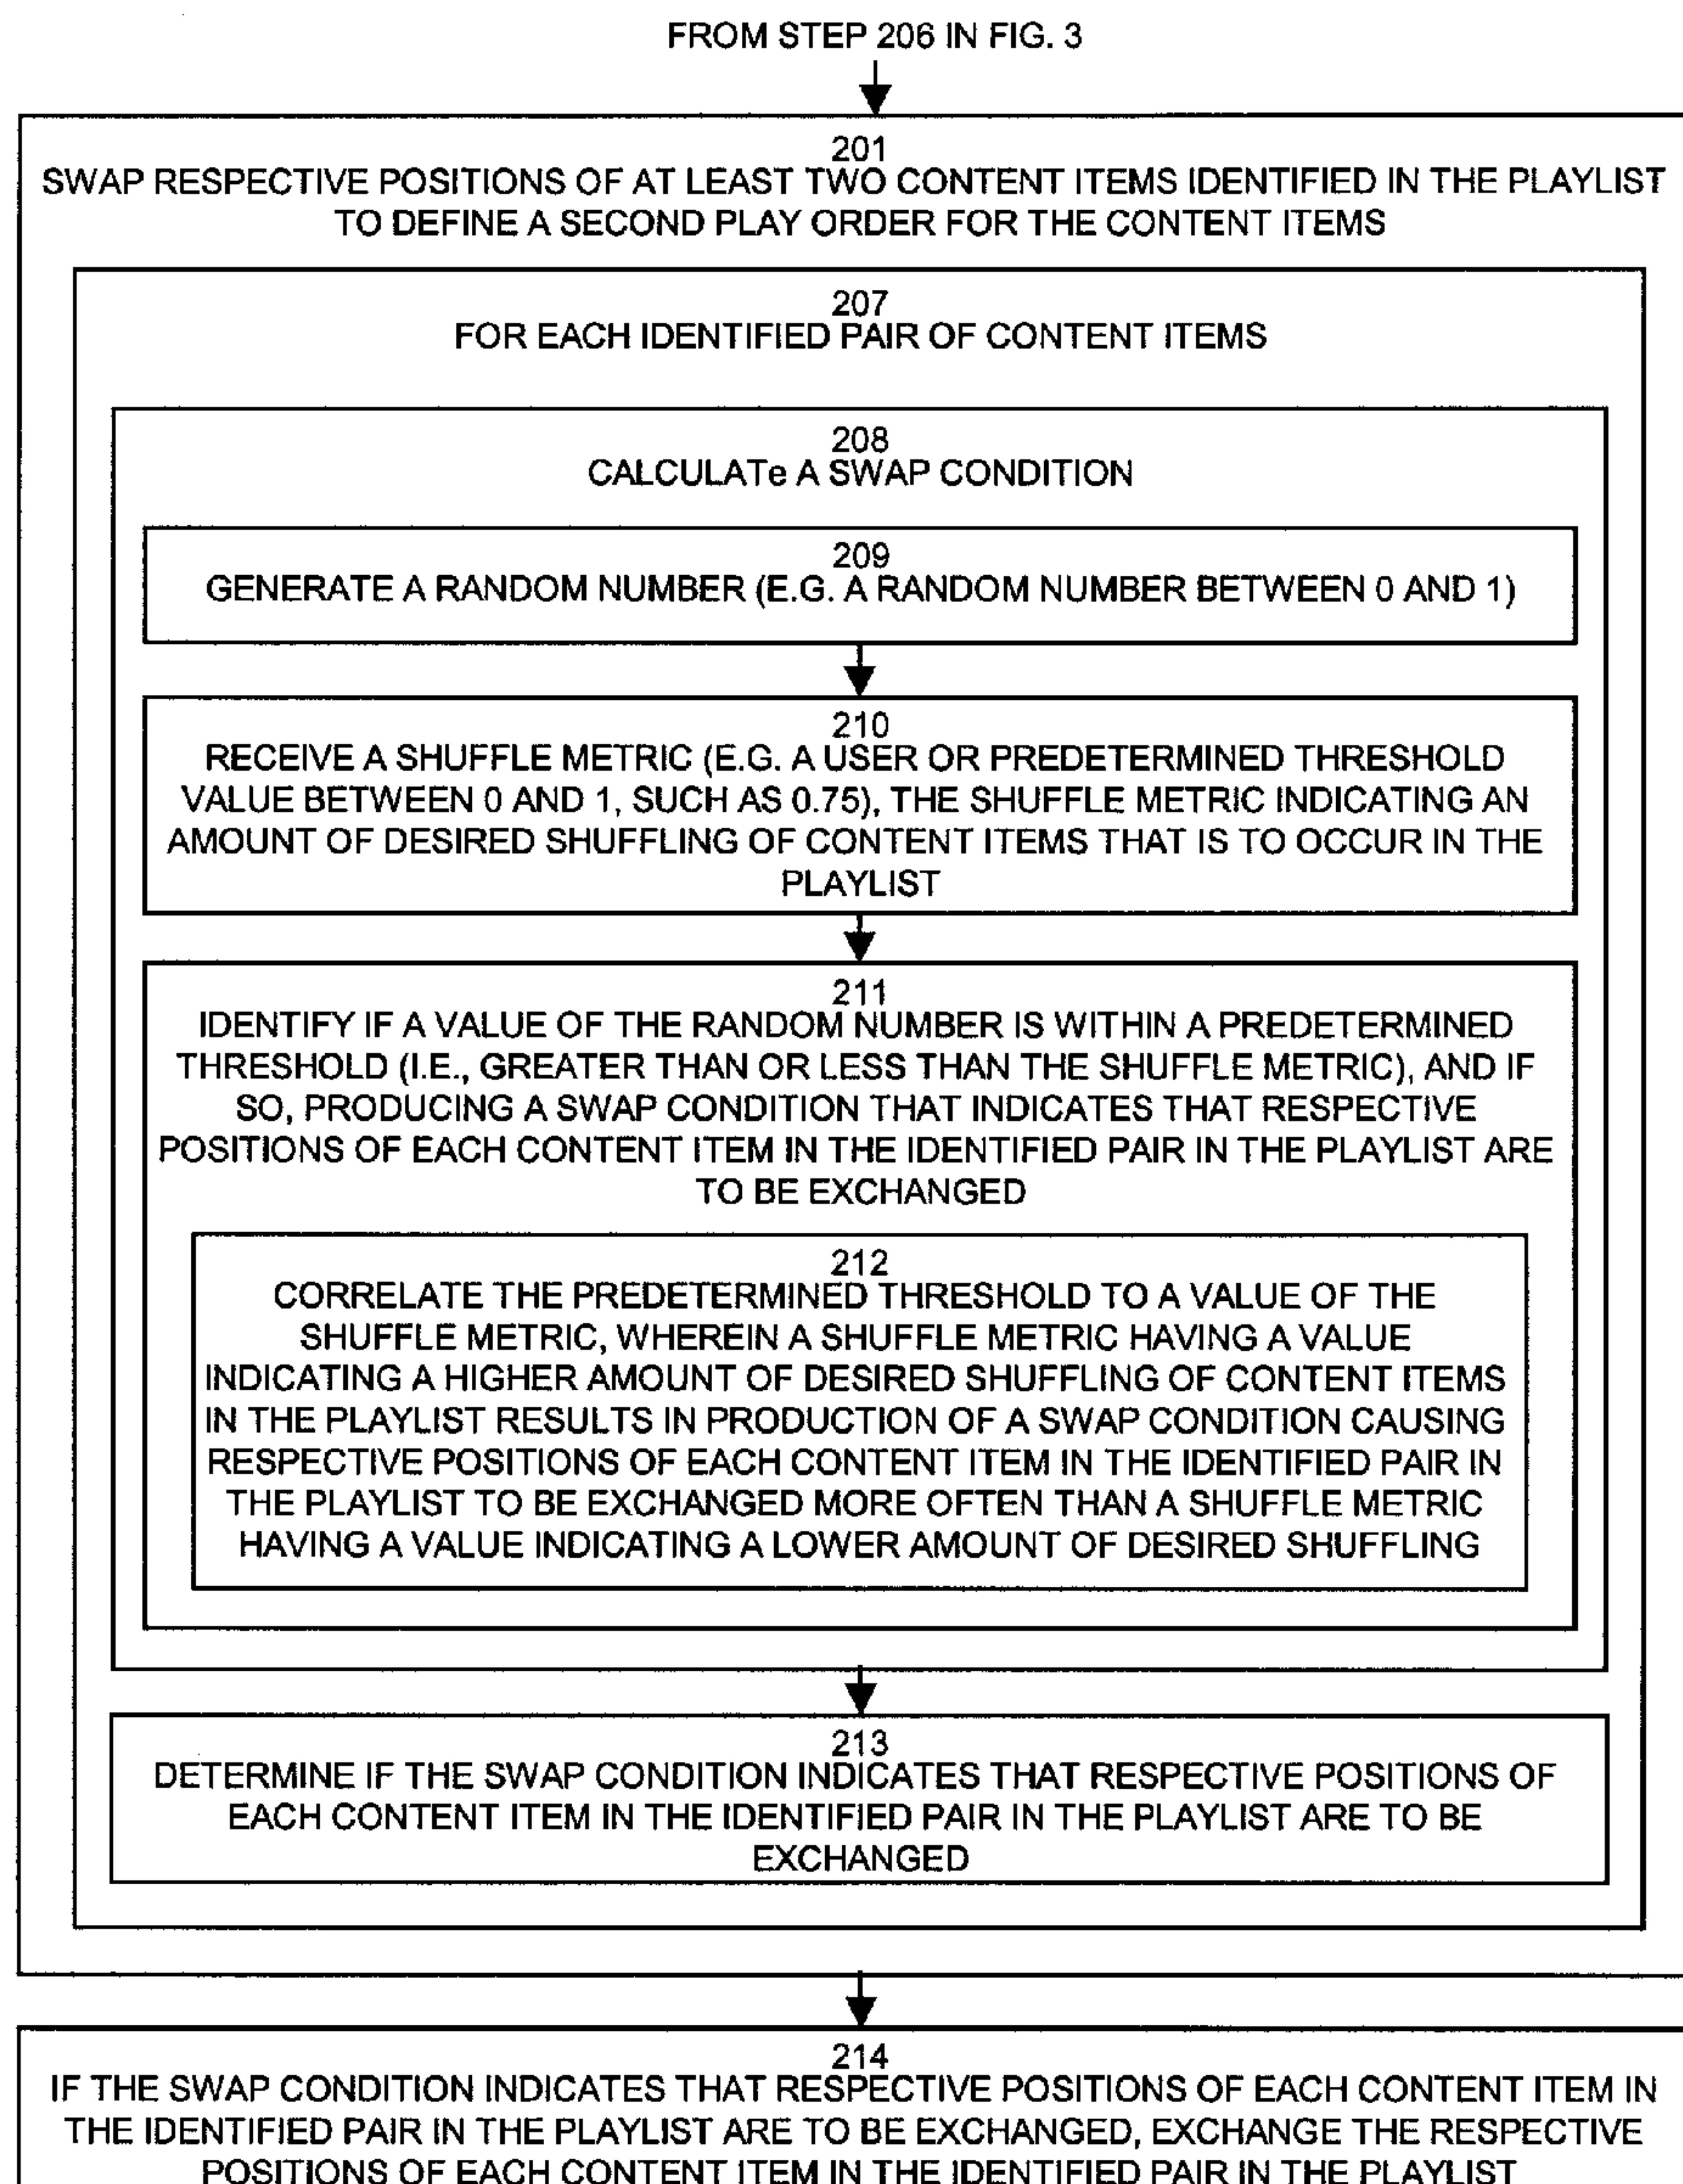 FROM STEP 206 IN FIG. 3
201
SWAP RESPECTIVE POSITIONS OF AT LEAST TWO CONTENT ITEMS IDENTIFIED IN THE PLAYLIST
TO DEFINE A SECOND PLAY ORDER FOR THE CONTENT ITEMS
207
FOR EACH IDENTIFIED PAIR OF CONTENT ITEMS
208
CALCULATe A SWAP CONDITION
209
GENERATE A RANDOM NUMBER (E.G. A RANDOM NUMBER BETWEEN 0 AND 1)
210
RECEIVE A SHUFFLE METRIC (E.G. A USER OR PREDETERMINED THRESHOLD
VALUE BETWEEN 0 AND 1, SUCH AS 0.75), THE SHUFFLE METRIC INDICATING AN
AMOUNT OF DESIRED SHUFFLING OF CONTENT ITEMS THAT IS TO OCCUR IN THE
PLAYLIST
211
IDENTIFY IF A VALUE OF THE RANDOM NUMBER IS WITHIN A PREDETERMINED
THRESHOLD (I.E., GREATER THAN OR LESS THAN THE SHUFFLE METRIC), AND IF
SO, PRODUCING A SWAP CONDITION THAT INDICATES THAT RESPECTIVE
POSITIONS OF EACH CONTENT ITEM IN THE IDENTIFIED PAIR IN THE PLAYLIST ARE
TO BE EXCHANGED
212
CORRELATE THE PREDETERMINED THRESHOLD TO A VALUE OF THE
SHUFFLE METRIC, WHEREIN A SHUFFLE METRIC HAVING A VALUE
INDICATING A HIGHER AMOUNT OF DESIRED SHUFFLING OF CONTENT ITEMS
IN THE PLAYLIST RESULTS IN PRODUCTION OF A SWAP CONDITION CAUSING
RESPECTIVE POSITIONS OF EACH CONTENT ITEM IN THE IDENTIFIED PAIR IN
THE PLAYLIST TO BE EXCHANGED MORE OFTEN THAN A SHUFFLE METRIC
HAVING A VALUE INDICATING A LOWER AMOUNT OF DESIRED SHUFFLING
213
DETERMINE IF THE SWAP CONDITION INDICATES THAT RESPECTIVE POSITIONS OF
EACH CONTENT ITEM IN THE IDENTIFIED PAIR IN THE PLAYLIST ARE TO BE
EXCHANGED
214
IF THE SWAP CONDITION INDICATES THAT RESPECTIVE POSITIONS OF EACH CONTENT ITEM IN
THE IDENTIFIED PAIR IN THE PLAYLIST ARE TO BE EXCHANGED, EXCHANGE THE RESPECTIVE
POSITIONS OF EACH CONTENT ITEM IN THE IDENTIFIED PAIR IN THE PLAYLIST